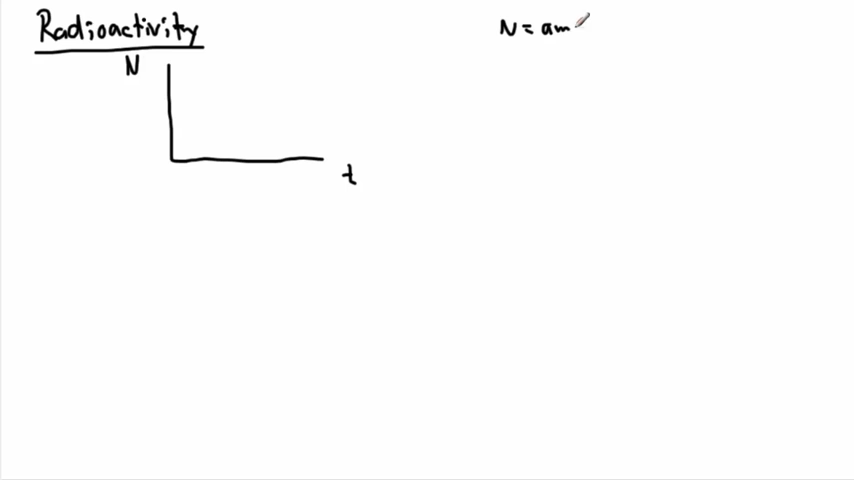 Radioactivity
N = am
N
t